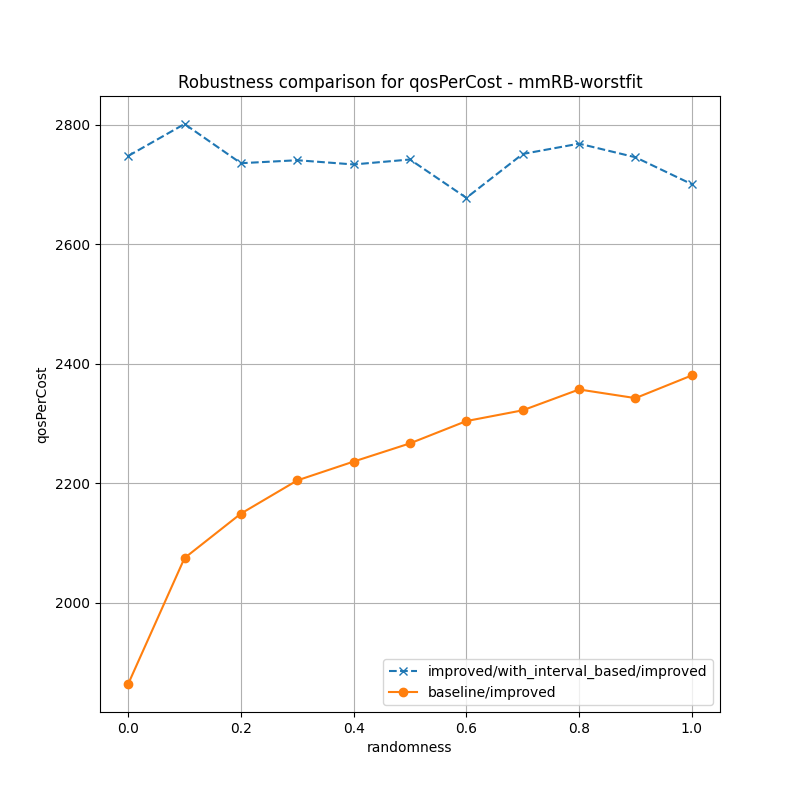 Robustness comparison for qosPerCost - mmRB-worstfit
2800
2600
2400
2200
2000
qosPerCost
0.0 0.2 0.4 0.6 0.8 1.0
randomness
improved/with_interval_based/improved
baseline/improved